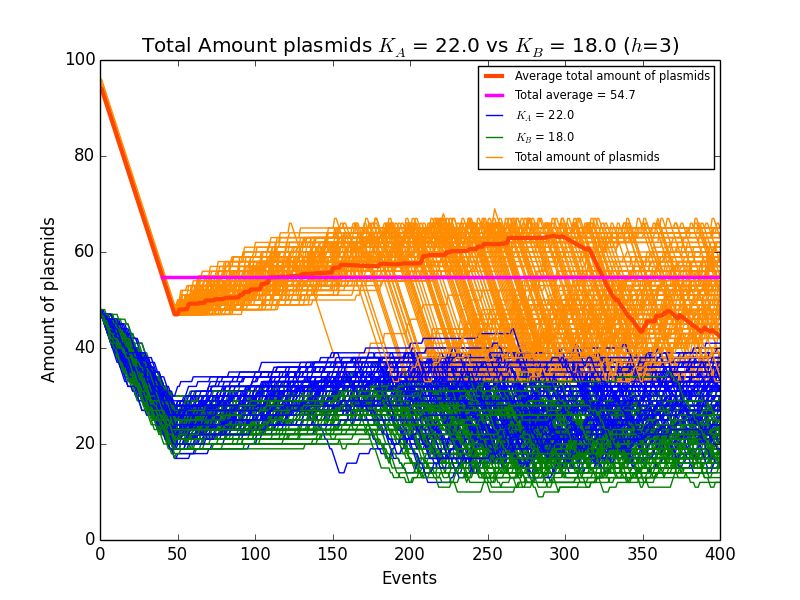 Total Amount plasmids K_A = 22.0 vs K_B = 18.0 (h=3)
100
80
60
40
20
0
Amount of plasmids
Average total amount of plasmids
Total average = 54.7
K_A = 22.0
K_B = 18.0
Total amount of plasmids
0 50 100 150 200 250 300 350 400
Events